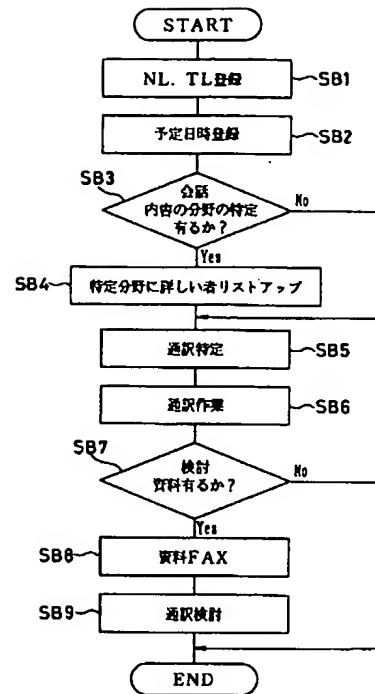 START
NL. TL登録
SB1
予定日時登録
SB2
SB3
会話
内容の分野の特定
有るか?
No
Yes
SB4
特定分野に詳しい者リストアップ
通訳特定
SB5
通訳作業
SB6
SB7
検討
資料有るか?
No
Yes
SB8
資料FAX
SB9
通訳検討
END